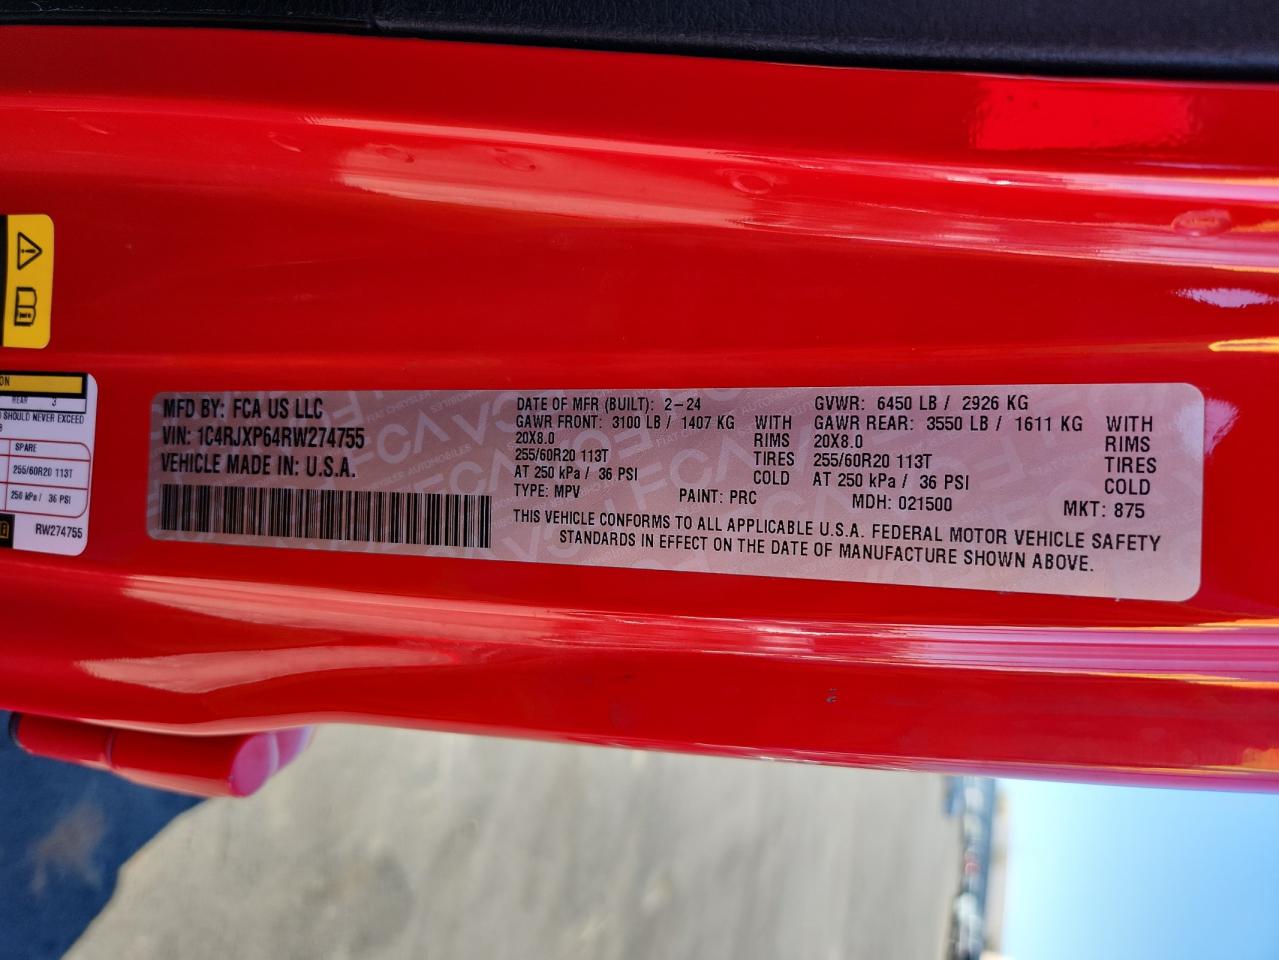 MFD BY: FCA US LLC
VIN: 1C4RJXP64RW274755
VEHICLE MADE IN: U.S.A.
DATE OF MFR (BUILT): 2-24 GVWR: 6450 LB / 2926 KG
GAWR FRONT: 3100 LB / 1407 KG WITH GAWR REAR: 3550 LB / 1611 KG WITH
20X8.0 RIMS 20X8.0 RIMS
255/60R20 113T TIRES 255/60R20 113T TIRES
AT 250 kPa / 36 PSI COLD AT 250 kPa / 36 PSI COLD
TYPE: MPV PAINT: PRC MDH: 021500 MKT: 875
THIS VEHICLE CONFORMS TO ALL APPLICABLE U.S.A. FEDERAL MOTOR VEHICLE SAFETY
STANDARDS IN EFFECT ON THE DATE OF MANUFACTURE SHOWN ABOVE.
REAR 3
SHOULD NEVER EXCEED
SPARE
255/60R20 113T
250 kPa / 36 PSI
RW274755